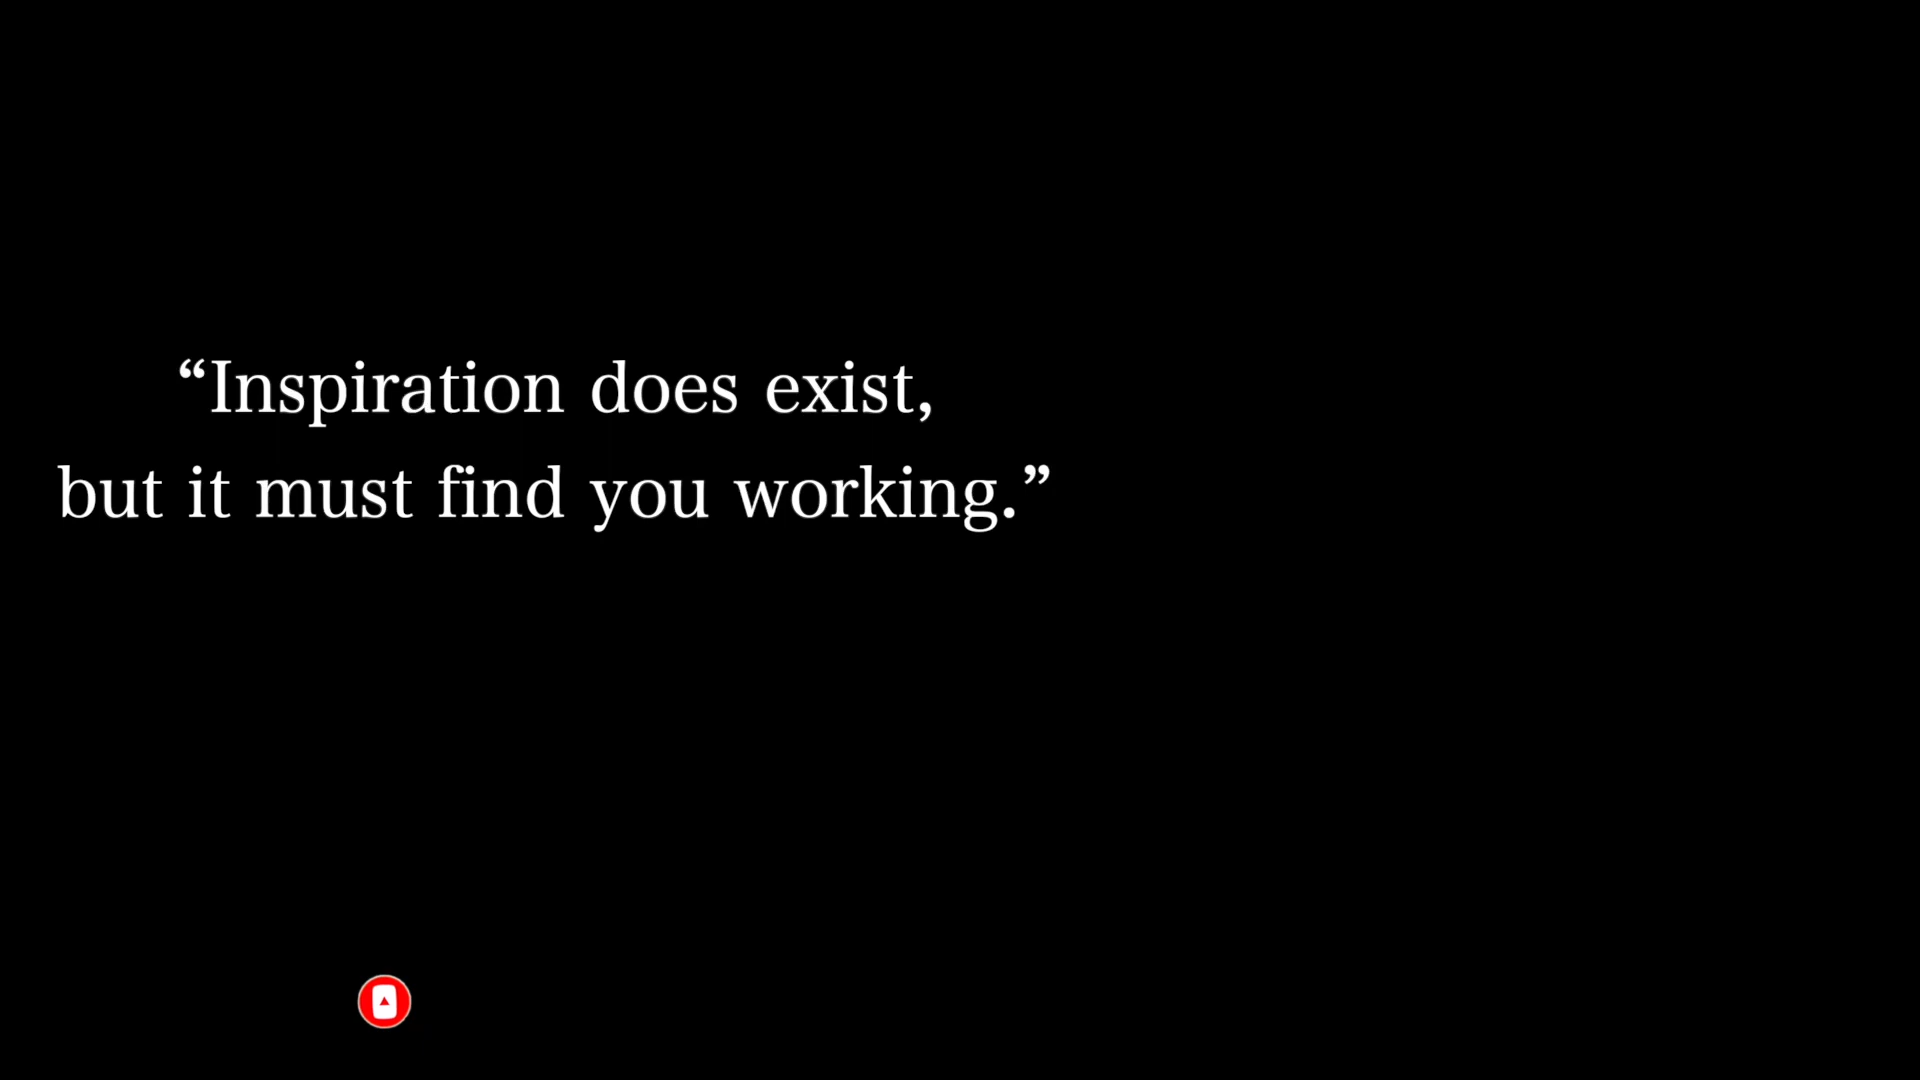 “Inspiration does exist,
but it must find you working.”